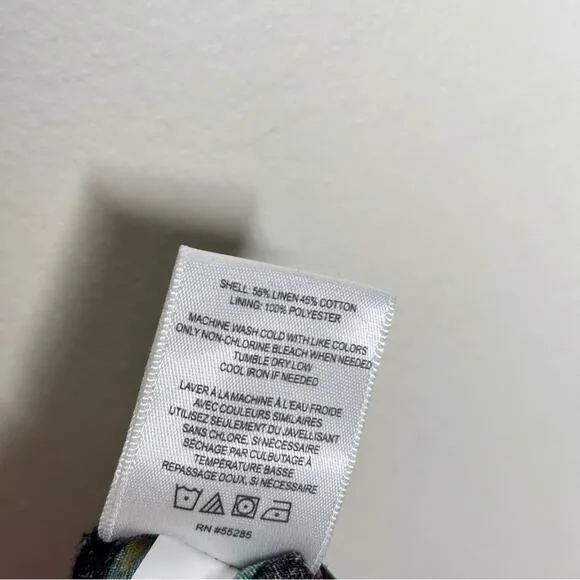 SHELL: 55% LINEN 45% COTTON
LINING: 100% POLYESTER
MACHINE WASH COLD WITH LIKE COLORS
ONLY NON-CHLORINE BLEACH WHEN NEEDED
TUMBLE DRY LOW
COOL IRON IF NEEDED
LAVER À LA MACHINE À L'EAU FROIDE
AVEC COULEURS SIMILAIRES
UTILISEZ SEULEMENT DU JAVELLISANT
SANS CHLORE, SI NÉCESSAIRE
SÉCHAGE PAR CULBUTAGE À
TEMPÉRATURE BASSE
REPASSAGE DOUX, SI NÉCESSAIRE
RN #55285